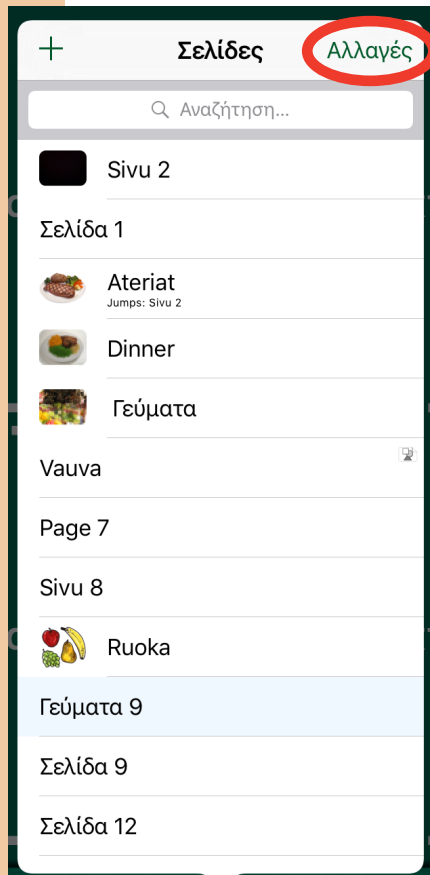 + Σελίδες Αλλαγές
Αναζήτηση...
Sivu 2
Σελίδα 1
Ateriat
Jumps: Sivu 2
Dinner
Γεύματα
Vauva
Page 7
Sivu 8
Ruoka
Γεύματα 9
Σελίδα 9
Σελίδα 12